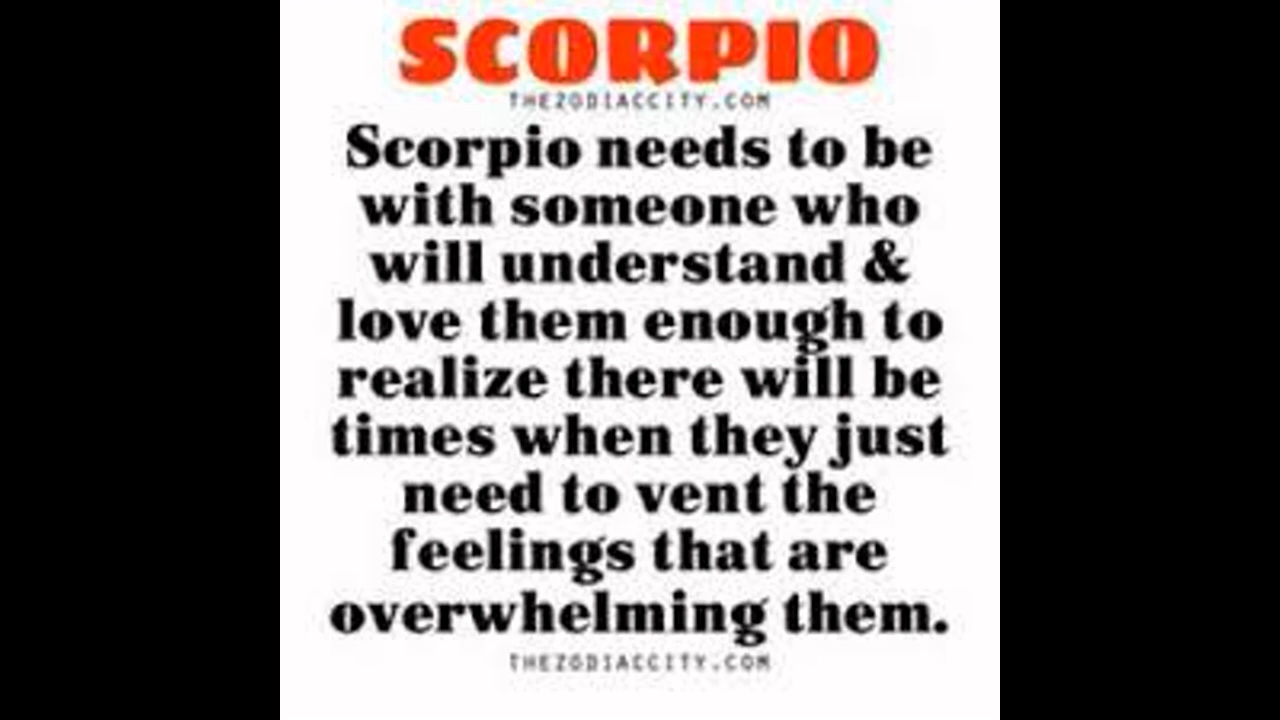 SCORPIO
THEZODIACCITY.COM
Scorpio needs to be
with someone who
will understand &
love them enough to
realize there will be
times when they just
need to vent the
feelings that are
overwhelming them.
THEZODIACCITY.COM